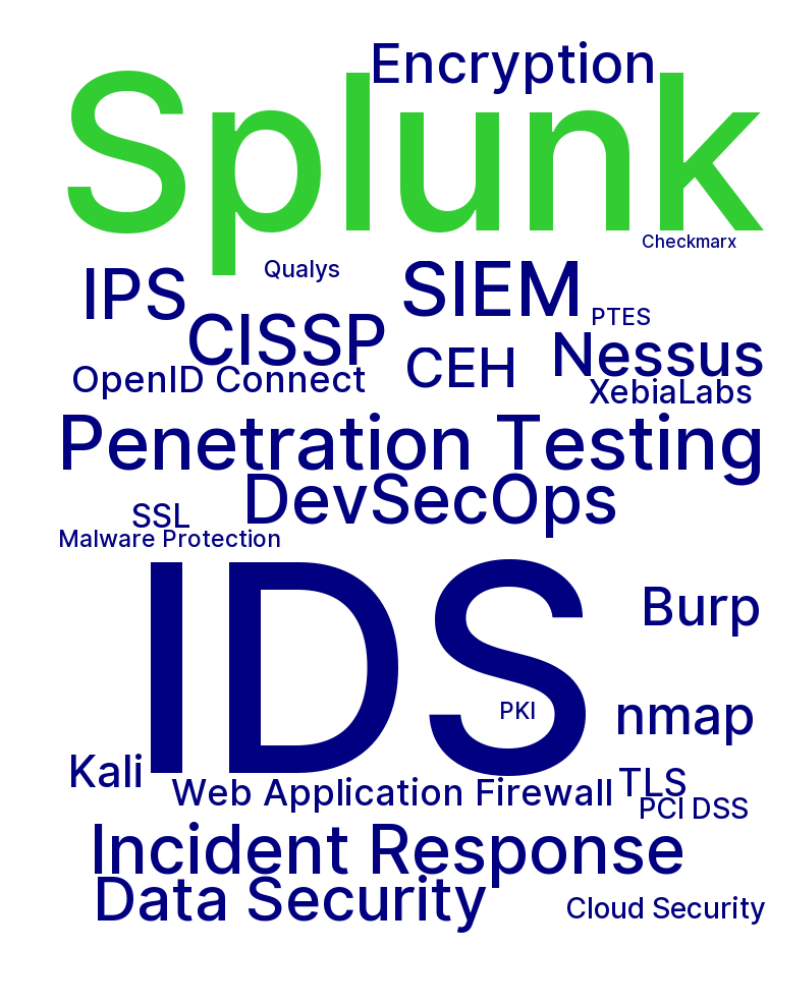 Encryption
Splunk
Checkmarx
Qualys
IPS
SIEM
PTES
CISSP
Nessus
CEH
OpenID Connect
XebiaLabs
Penetration Testing
DevSecOps
SSL
Malware Protection
IDS
Burp
PKI
nmap
Kali
Web Application Firewall
TLS
PCI DSS
Incident Response
Data Security
Cloud Security